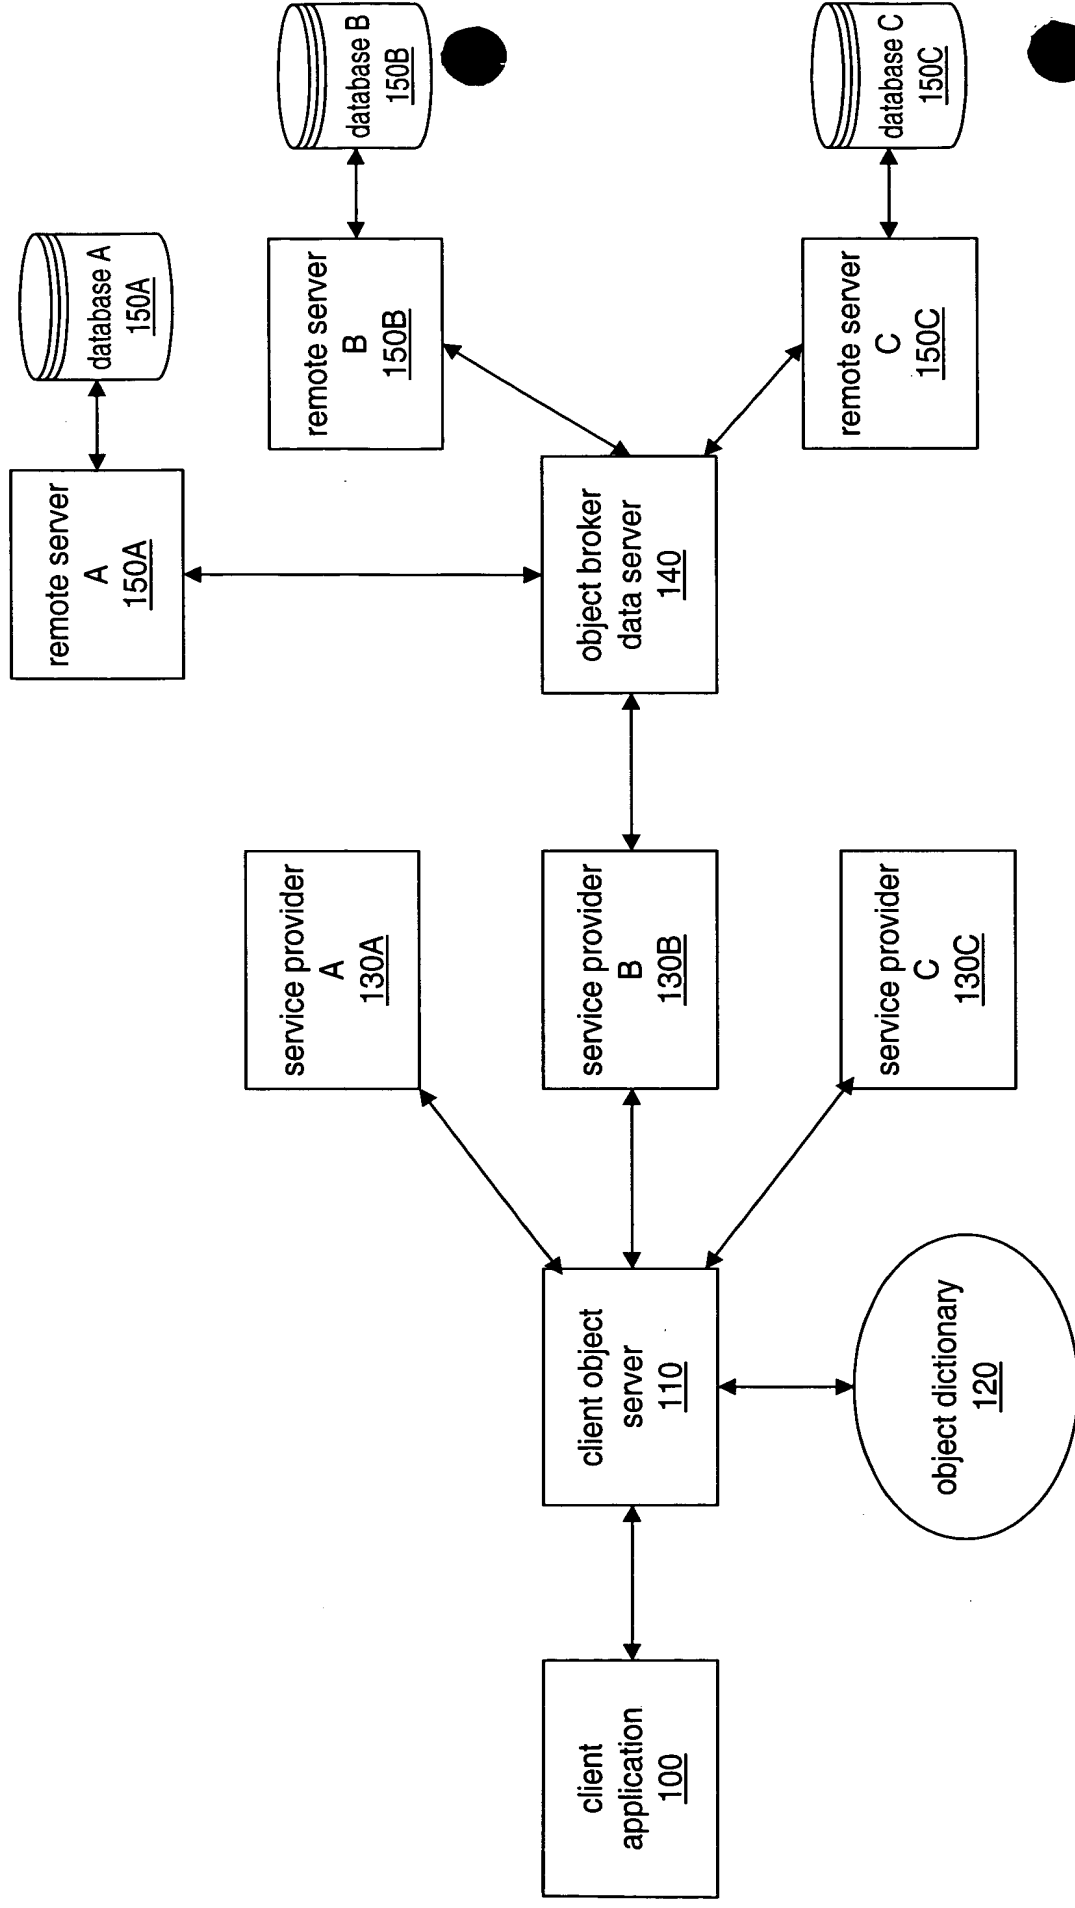 remote server
A
150A
database A
150A
remote server
B
150B
database B
150B
service provider
A
130A
client
application
100
client object
server
110
service provider
B
130B
object broker
data server
140
object dictionary
120
service provider
C
130C
remote server
C
150C
database C
150C